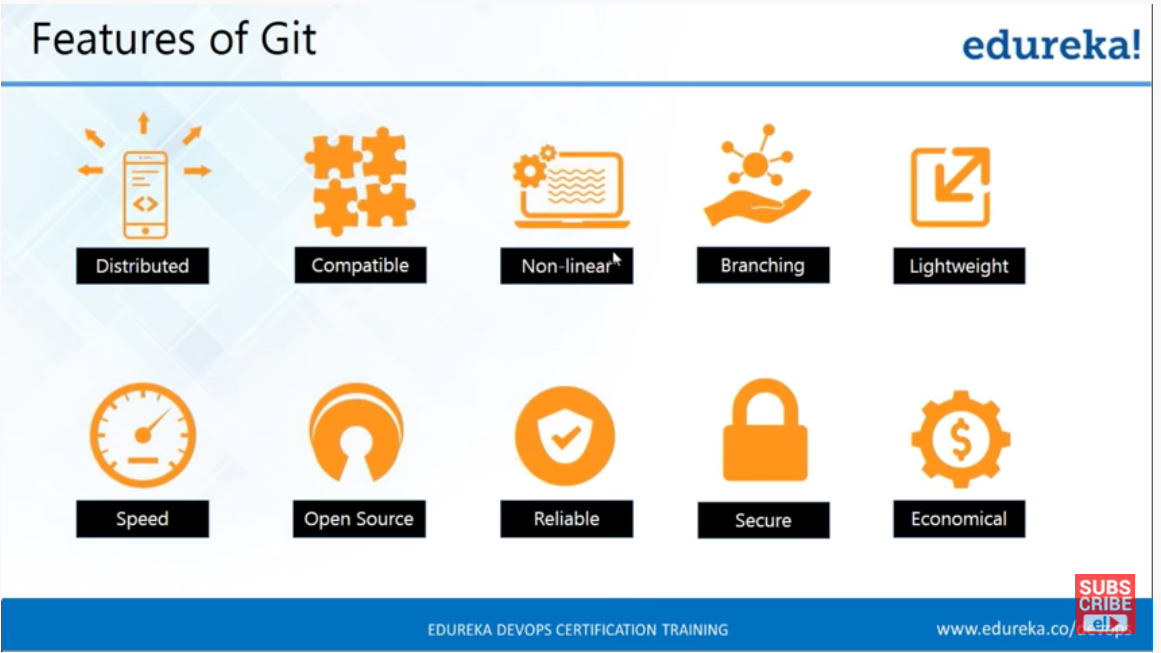 Features of Git
edureka!
Distributed
Compatible
Non-linear
Branching
Lightweight
Speed
Open Source
Reliable
Secure
Economical
SUBS
CRIBE
e!
EDUREKA DEVOPS CERTIFICATION TRAINING
www.edureka.co/devops